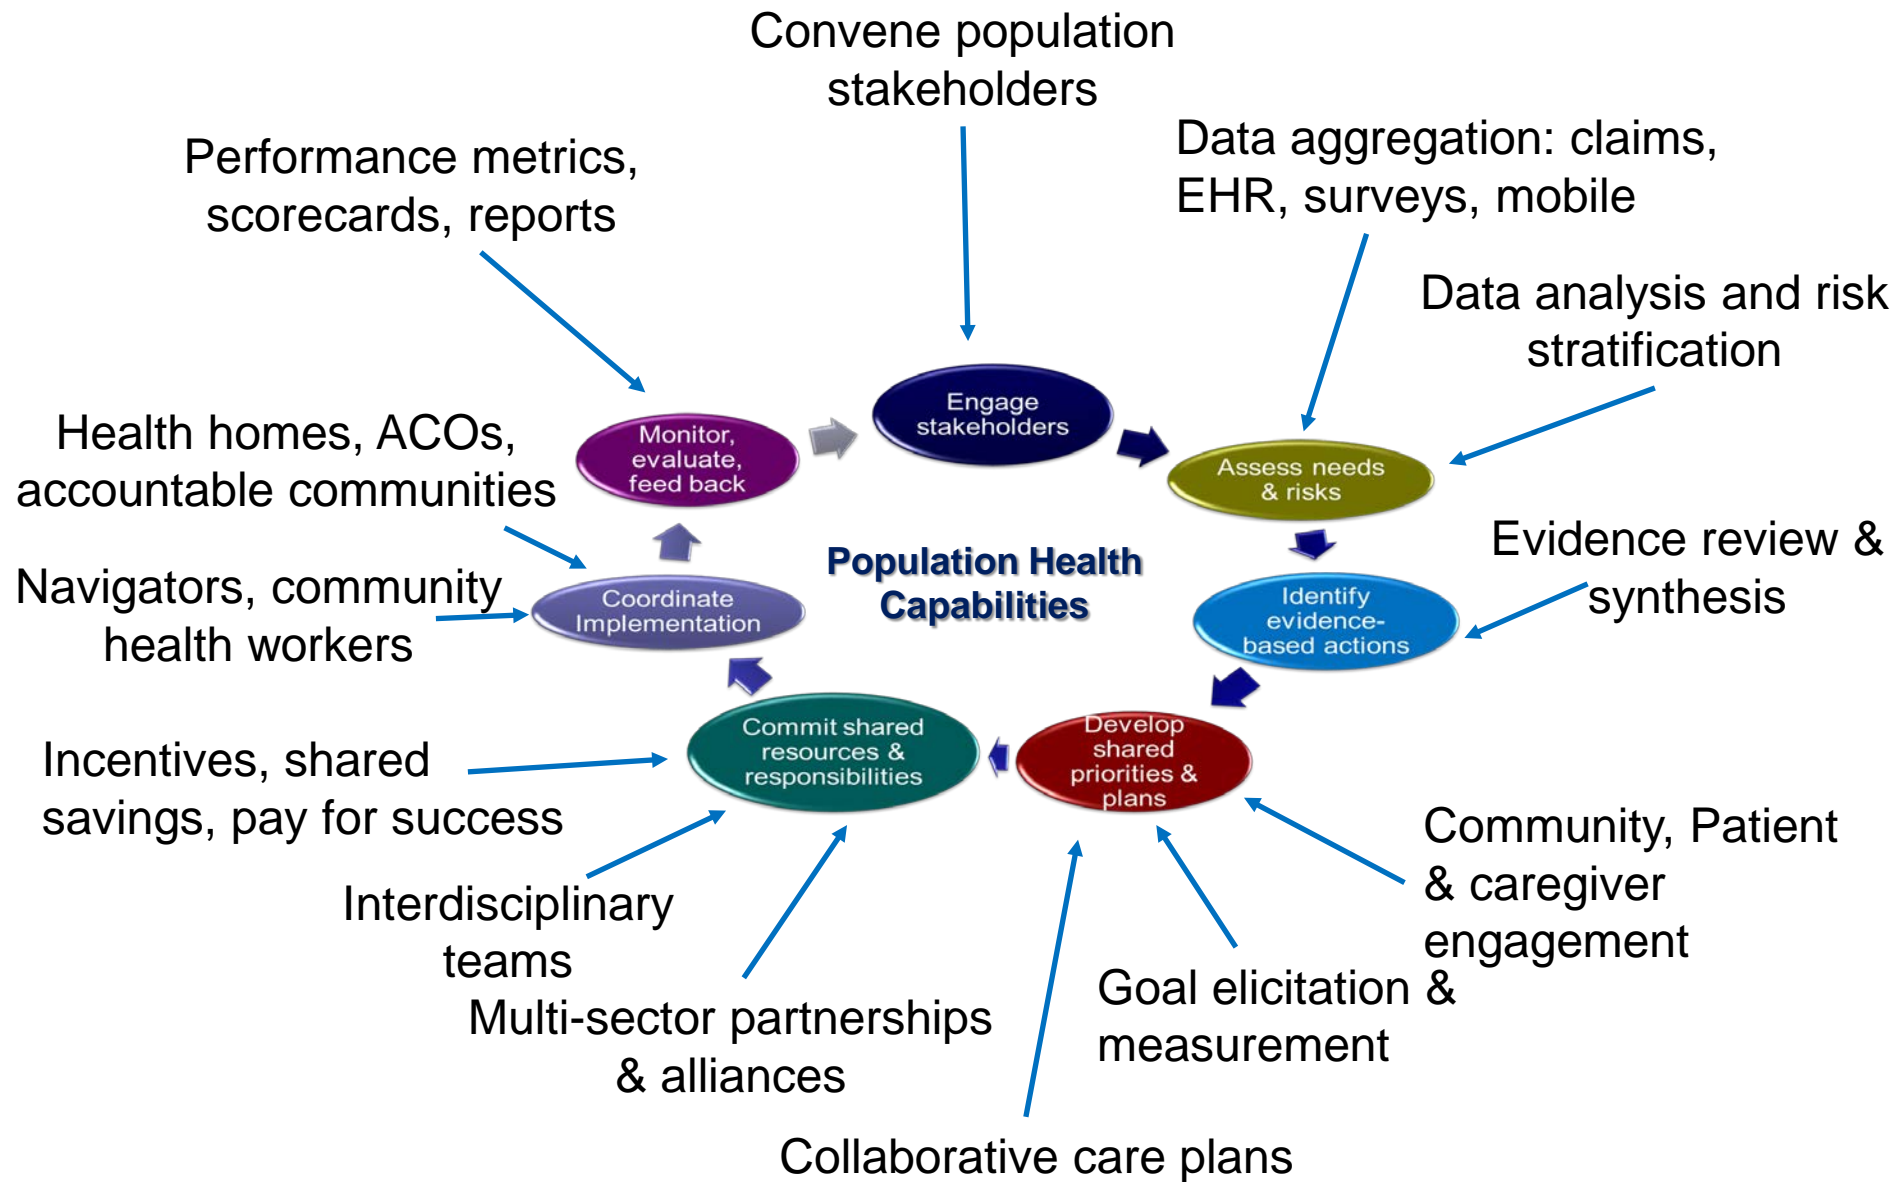 Convene population
stakeholders
Performance metrics,
scorecards, reports
Data aggregation: claims,
EHR, surveys, mobile
Data analysis and risk
stratification
Health homes, ACOs,
accountable communities
Navigators, community
health workers
Evidence review &
synthesis
Engage
stakeholders
Monitor,
evaluate,
feed back
Assess needs
& risks
Population Health
Capabilities
Coordinate
Implementation
Identify
evidence-
based actions
Commit shared
resources &
responsibilities
Develop
shared
priorities &
plans
Incentives, shared
savings, pay for success
Interdisciplinary
teams
Multi-sector partnerships
& alliances
Community, Patient
& caregiver
engagement
Goal elicitation &
measurement
Collaborative care plans